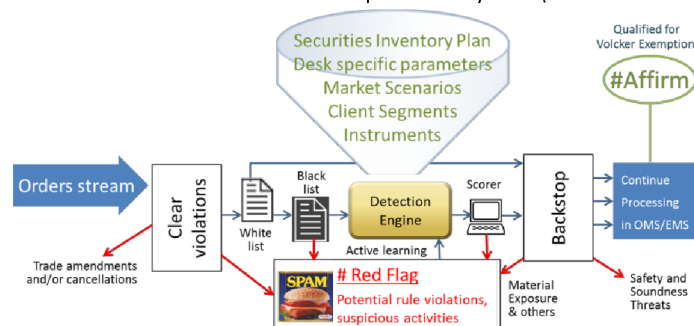 Securities Inventory Plan
Desk specific parameters
Market Scenarios
Client Segments
Instruments
Qualified for
Volcker Exemption
#Affirm
Orders stream
Clear
violations
White
list
Black
list
Detection
Engine
Scorer
Backstop
Continue
Processing
in OMS/EMS
Active learning
Trade amendments
and/or cancellations
SPAM
# Red Flag
Potential rule violations,
suspicious activities
Material
Exposure
& others
Safety and
Soundness
Threats